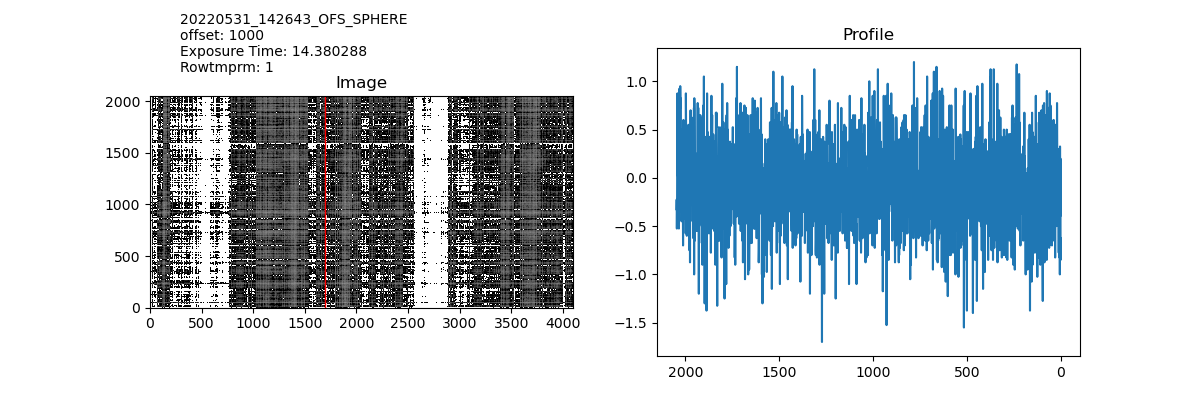 20220531_142643_OFS_SPHERE
offset: 1000
Exposure Time: 14.380288
Rowtmprm: 1
Image
2000
1500
1000
500
0
0 500 1000 1500 2000 2500 3000 3500 4000
Profile
1.0
0.5
0.0
−0.5
−1.0
−1.5
2000 1500 1000 500 0